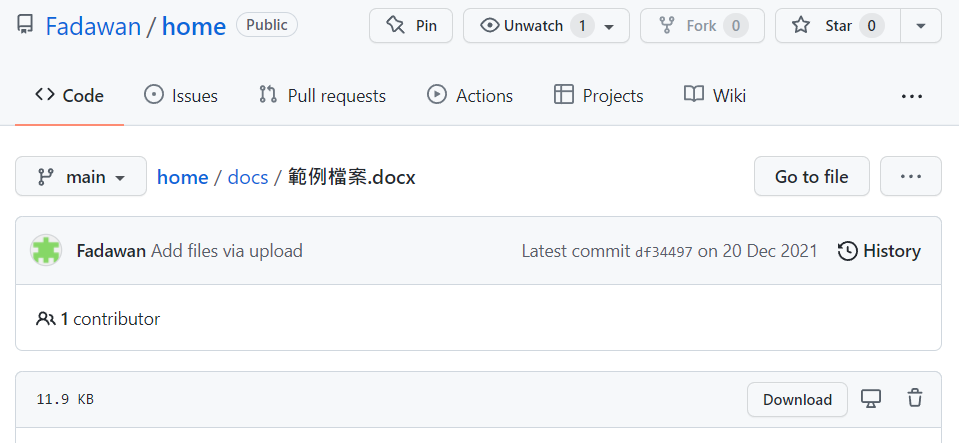 Fadawan / home Public Pin Unwatch 1 Fork 0 Star 0
Code Issues Pull requests Actions Projects Wiki ...
main home / docs / 範例檔案.docx Go to file ...
Fadawan Add files via upload Latest commit df34497 on 20 Dec 2021 History
1 contributor
11.9 KB Download